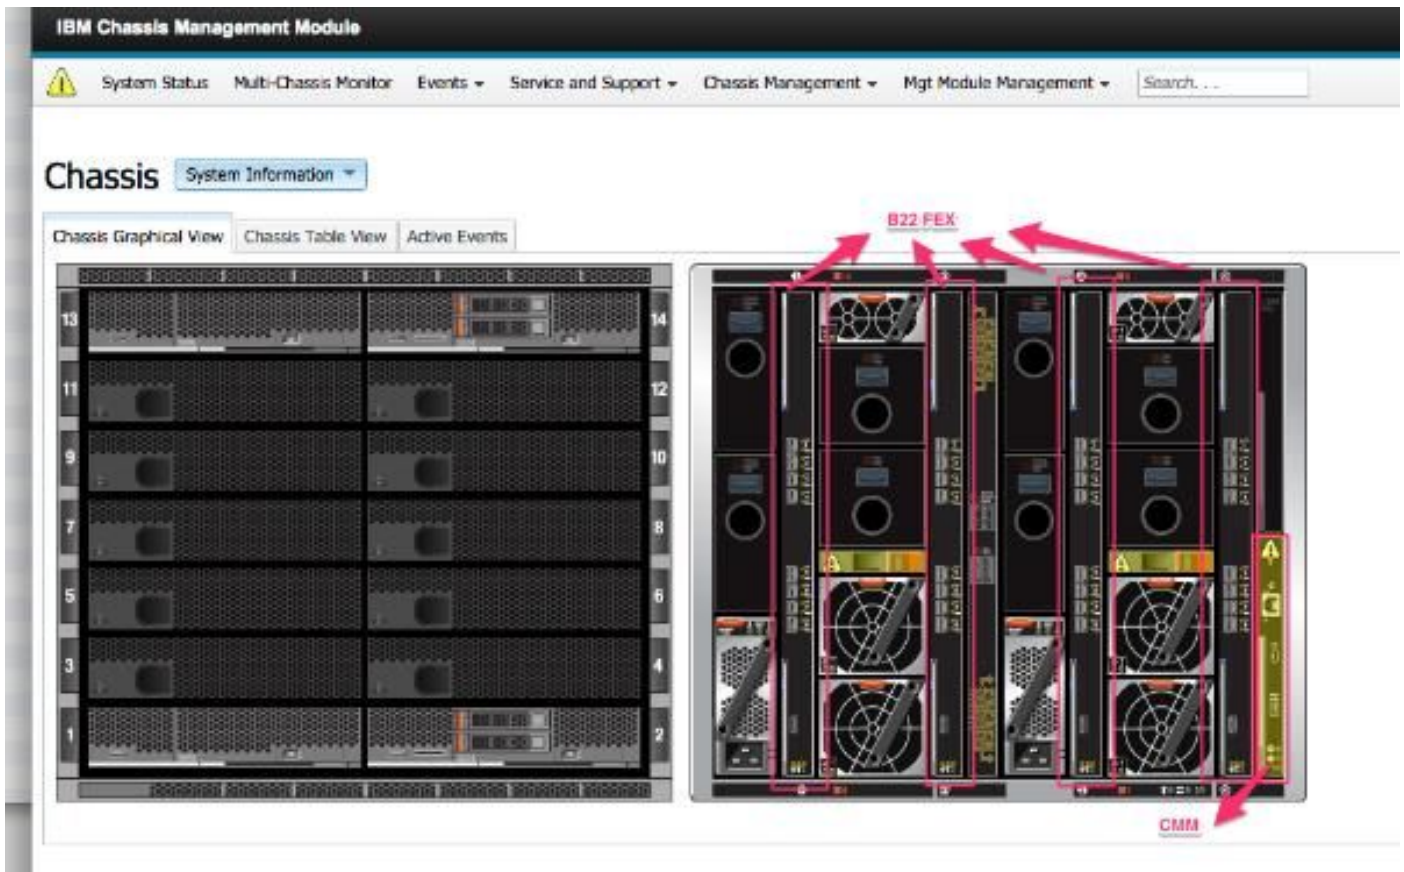 IBM Chassis Management Module
System Status Multi-Chassis Monitor Events Service and Support Chassis Management Mgt Module Management Search. . .
Chassis System Information
B22 FEX
Chassis Graphical View Chassis Table View Active Events
13 14
11 12
9 10
7 8
5 6
3 4
1 2
CMM